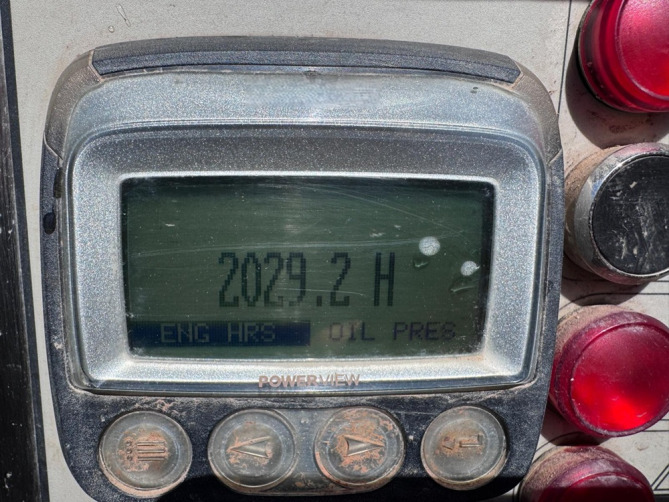 2029.2 H
ENG HRS OIL PRES
POWERVIEW